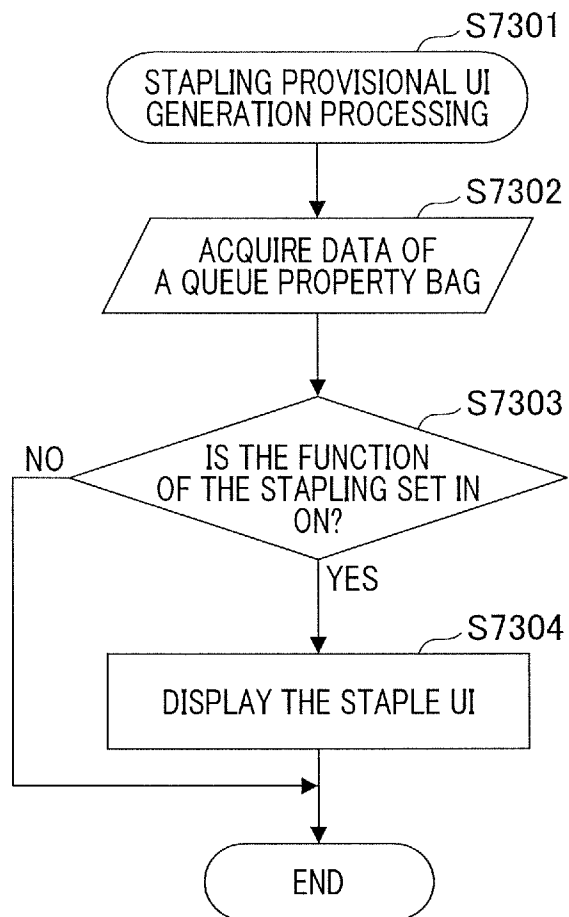 S7301
STAPLING PROVISIONAL UI
GENERATION PROCESSING
S7302
ACQUIRE DATA OF
A QUEUE PROPERTY BAG
S7303
NO
IS THE FUNCTION
OF THE STAPLING SET IN
ON?
YES
S7304
DISPLAY THE STAPLE UI
END